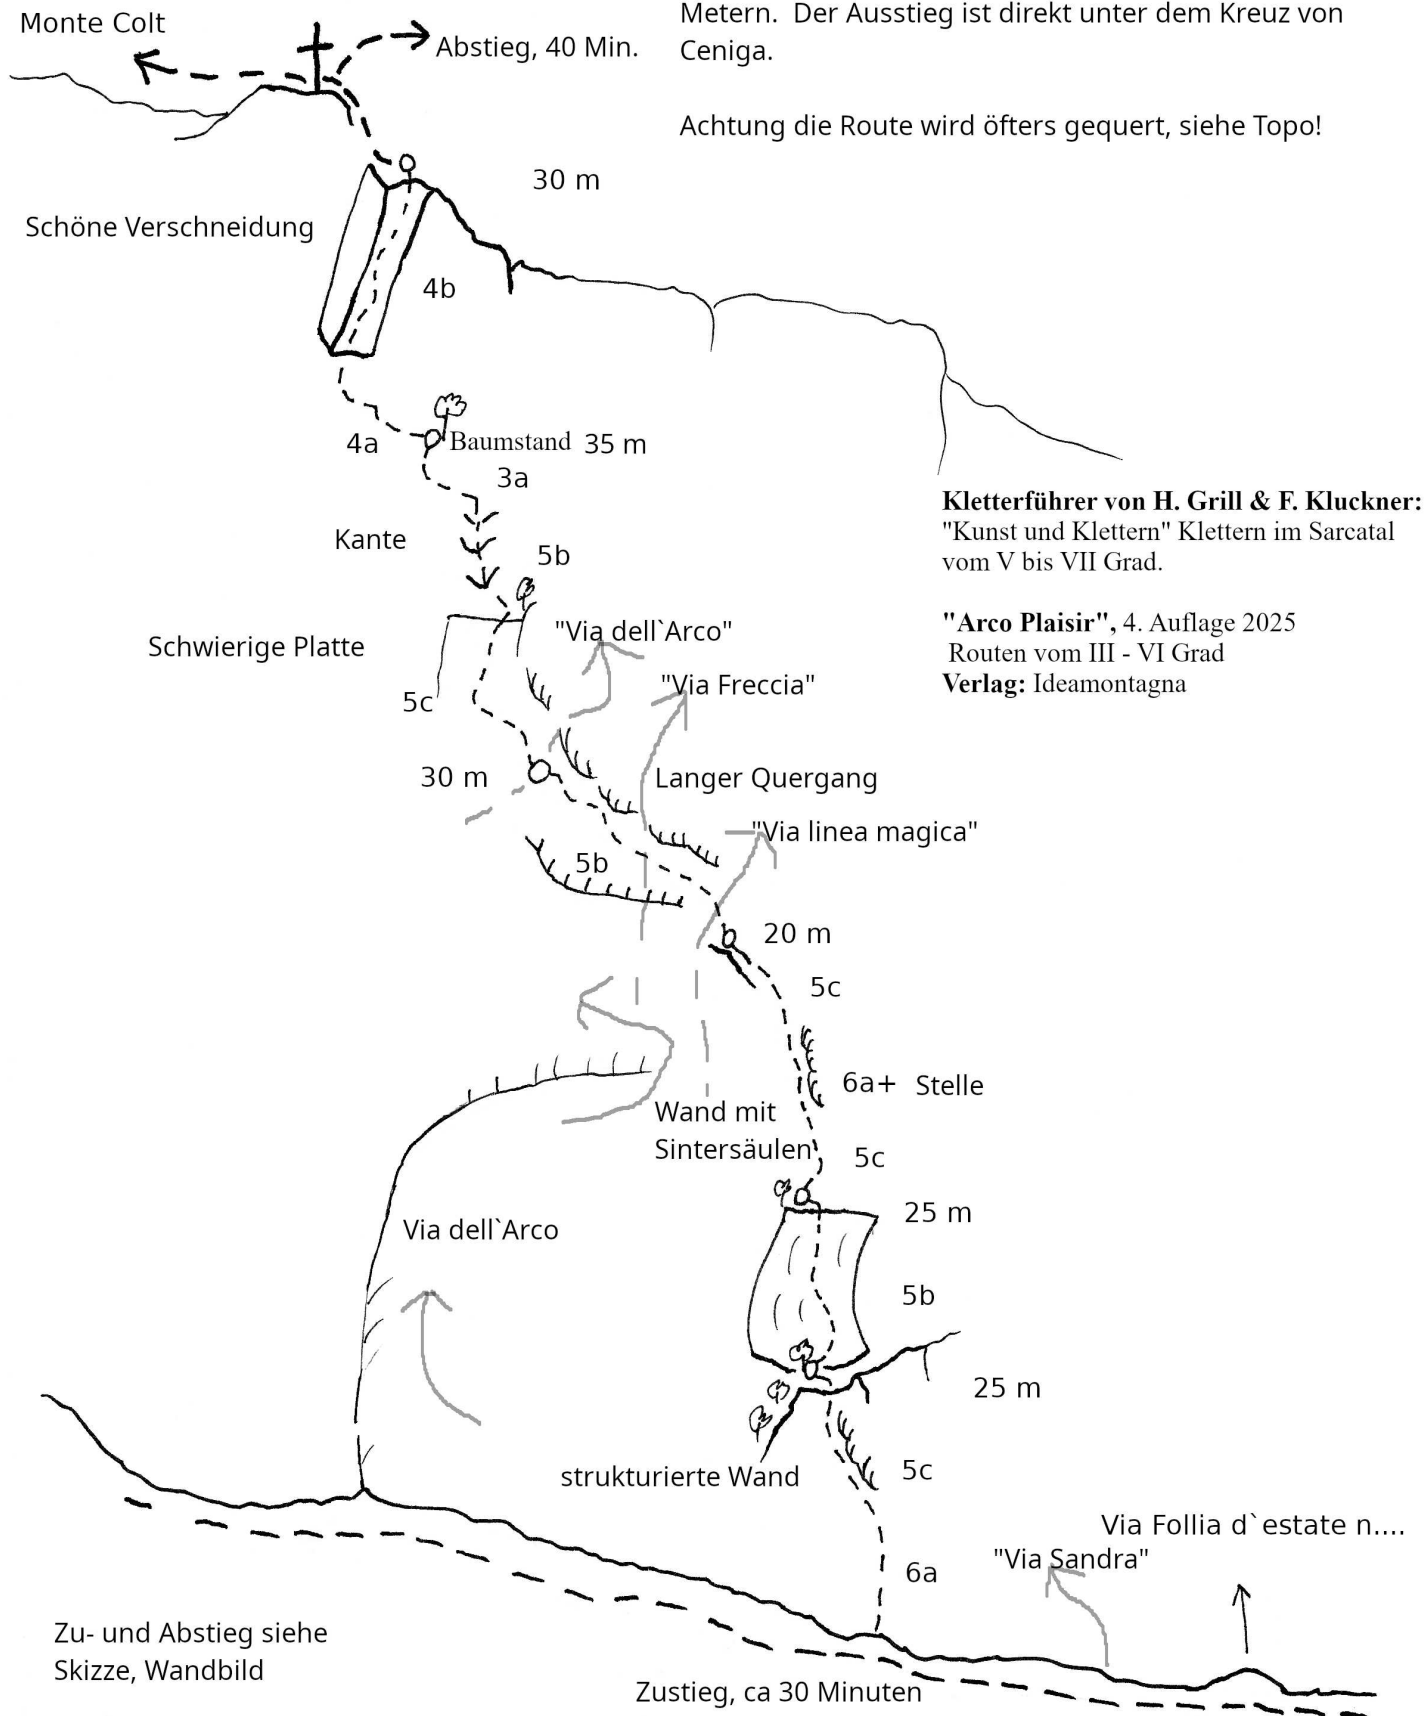 Metern.  Der Ausstieg ist direkt unter dem Kreuz von
Ceniga.
Achtung die Route wird öfters gequert, siehe Topo!
Monte Colt
Abstieg, 40 Min.
30 m
Schöne Verschneidung
4b
4a
Baumstand 35 m
3a
Kante
5b
Kletterführer von H. Grill & F. Kluckner:
"Kunst und Klettern" Klettern im Sarcatal
vom V bis VII Grad.
"Arco Plaisir", 4. Auflage 2025
Routen vom III - VI Grad
Verlag: Ideamontagna
"Via dell`Arco"
Schwierige Platte
"Via Freccia"
5c
30 m
Langer Quergang
"Via linea magica"
5b
20 m
5c
6a+ Stelle
Wand mit
Sintersäulen
5c
25 m
Via dell`Arco
5b
25 m
strukturierte Wand
5c
Via Follia d`estate n....
"Via Sandra"
6a
Zu- und Abstieg siehe
Skizze, Wandbild
Zustieg, ca 30 Minuten